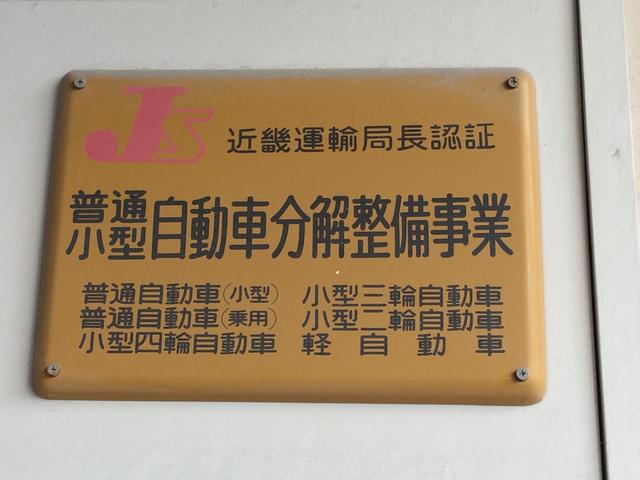 JS 近畿運輸局長認証
普通小型自動車分解整備事業
普通自動車(小型) 小型三輪自動車
普通自動車(乗用) 小型二輪自動車
小型四輪自動車 軽自動車